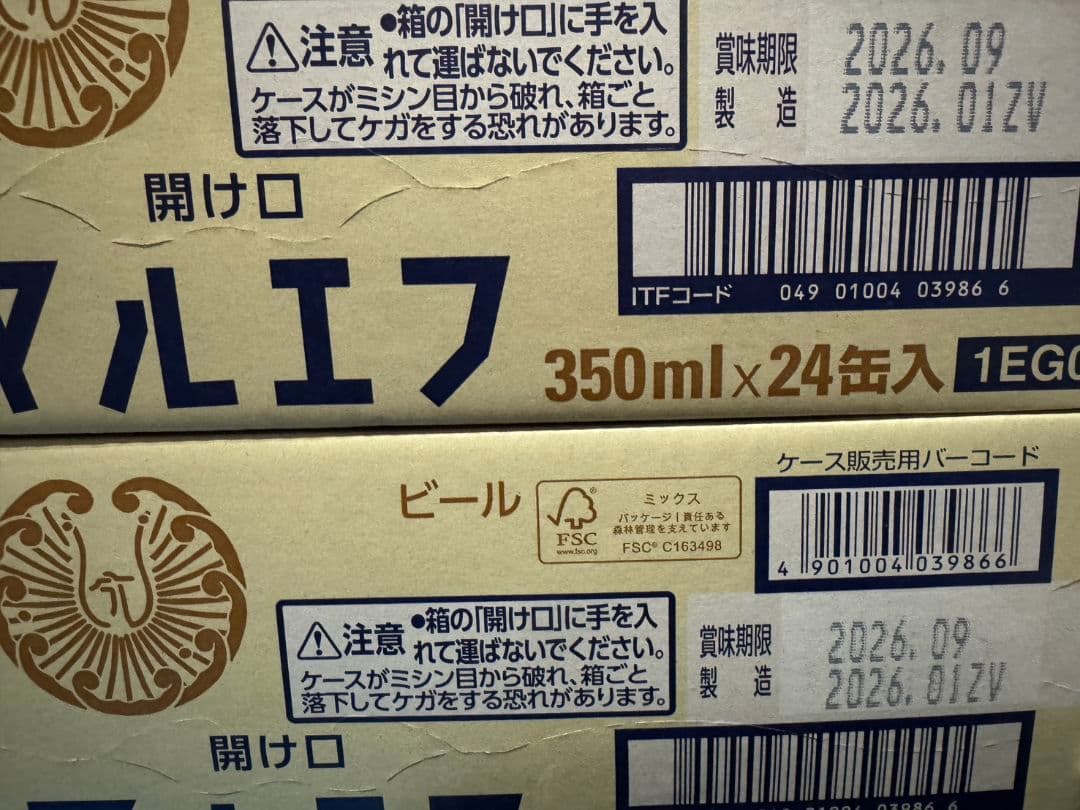 注意 ●箱の「開け口」に手を入
れて運ばないでください。
ケースがミシン目から破れ、箱ごと
落下してケガをする恐れがあります。
賞味期限 2026.09
製造 2026.01ZV
開け口
マルエフ
ITFコード 049 01004 03986 6
350ml×24缶入
1EG
ビール
FSC®
www.fsc.org
ミックス
パッケージ|責任ある
森林管理を支えています
FSC® C163498
ケース販売用バーコード
4 901004 039866
注意 ●箱の「開け口」に手を入
れて運ばないでください。
ケースがミシン目から破れ、箱ごと
落下してケガをする恐れがあります。
賞味期限 2026.09
製造 2026.01ZV
開け口